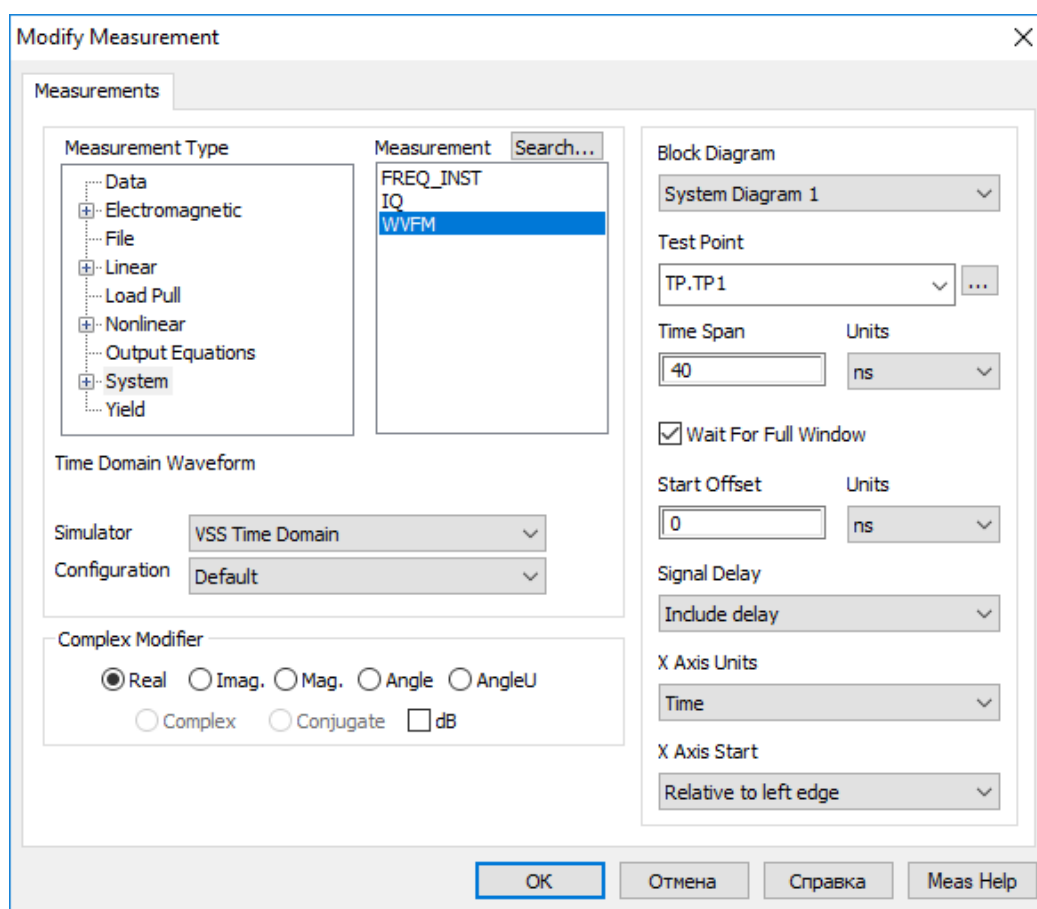 Modify Measurement
Measurements
Measurement Type
Data
Electromagnetic
File
Linear
Load Pull
Nonlinear
Output Equations
System
Yield
Measurement
Search...
FREQ_INST
IQ
WVFM
Time Domain Waveform
Simulator
VSS Time Domain
Configuration
Default
Complex Modifier
Real Imag. Mag. Angle AngleU
Complex Conjugate dB
Block Diagram
System Diagram 1
Test Point
TP.TP1
...
Time Span Units
40 ns
Wait For Full Window
Start Offset Units
0 ns
Signal Delay
Include delay
X Axis Units
Time
X Axis Start
Relative to left edge
OK Отмена Справка Meas Help